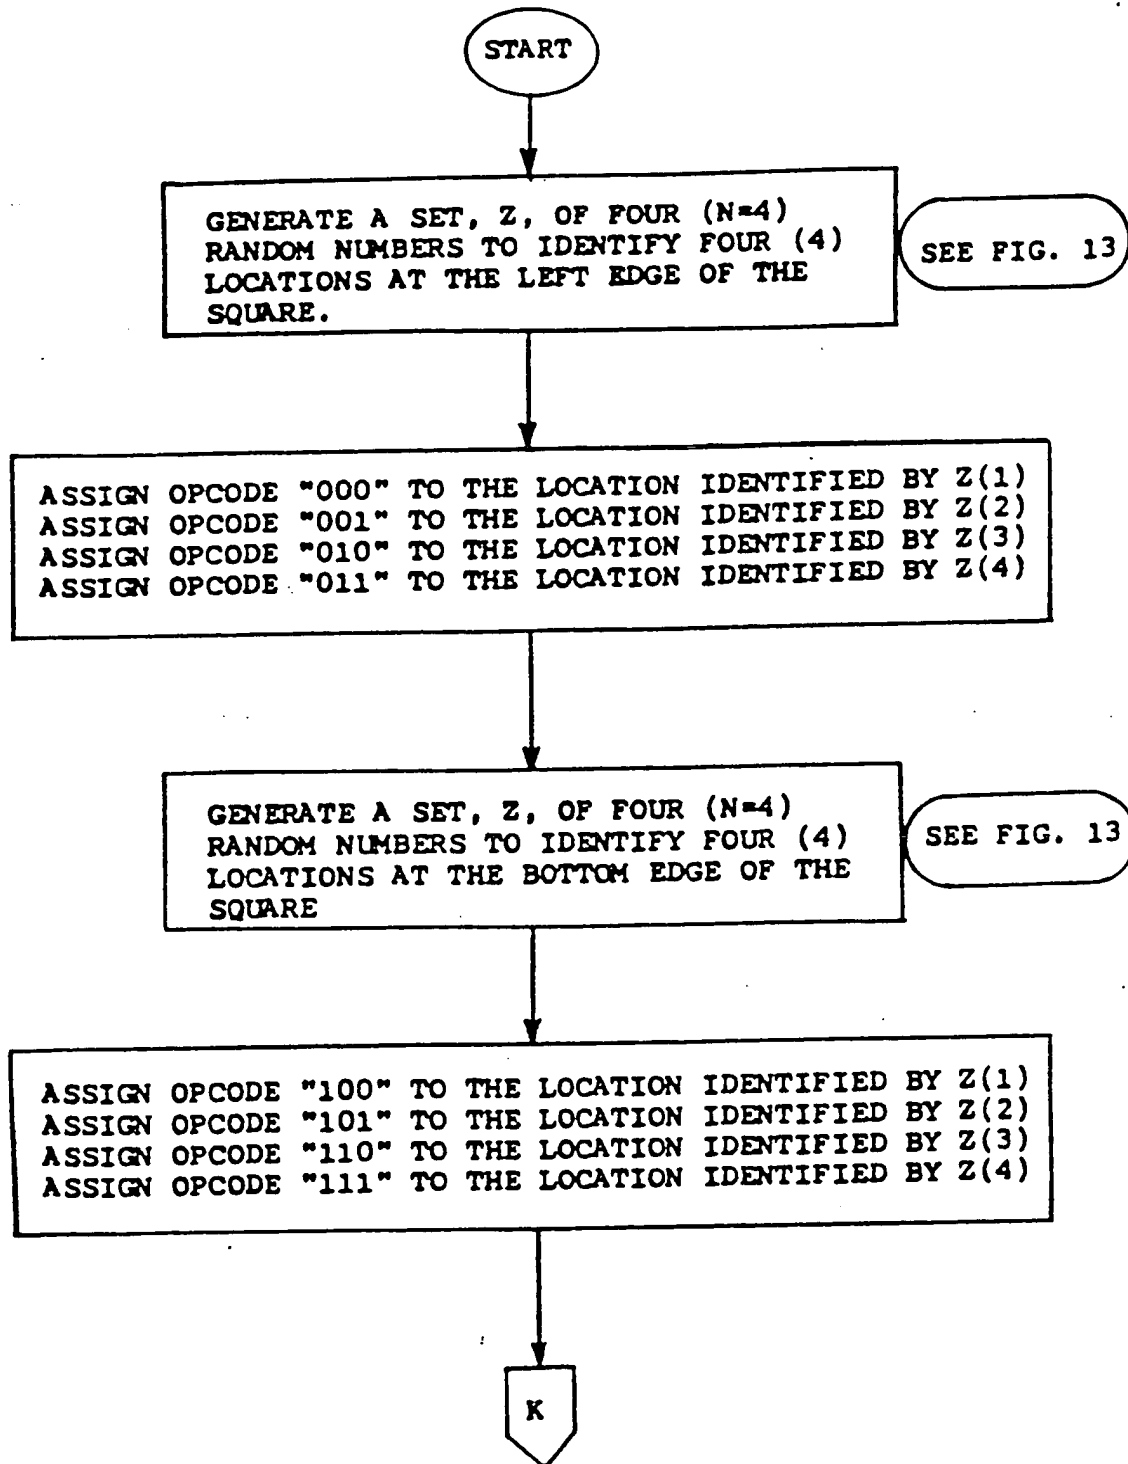 START
GENERATE A SET, Z, OF FOUR (N=4)
RANDOM NUMBERS TO IDENTIFY FOUR (4)
LOCATIONS AT THE LEFT EDGE OF THE
SQUARE.
SEE FIG. 13
ASSIGN OPCODE "000" TO THE LOCATION IDENTIFIED BY Z(1)
ASSIGN OPCODE "001" TO THE LOCATION IDENTIFIED BY Z(2)
ASSIGN OPCODE "010" TO THE LOCATION IDENTIFIED BY Z(3)
ASSIGN OPCODE "011" TO THE LOCATION IDENTIFIED BY Z(4)
GENERATE A SET, Z, OF FOUR (N=4)
RANDOM NUMBERS TO IDENTIFY FOUR (4)
LOCATIONS AT THE BOTTOM EDGE OF THE
SQUARE
SEE FIG. 13
ASSIGN OPCODE "100" TO THE LOCATION IDENTIFIED BY Z(1)
ASSIGN OPCODE "101" TO THE LOCATION IDENTIFIED BY Z(2)
ASSIGN OPCODE "110" TO THE LOCATION IDENTIFIED BY Z(3)
ASSIGN OPCODE "111" TO THE LOCATION IDENTIFIED BY Z(4)
K